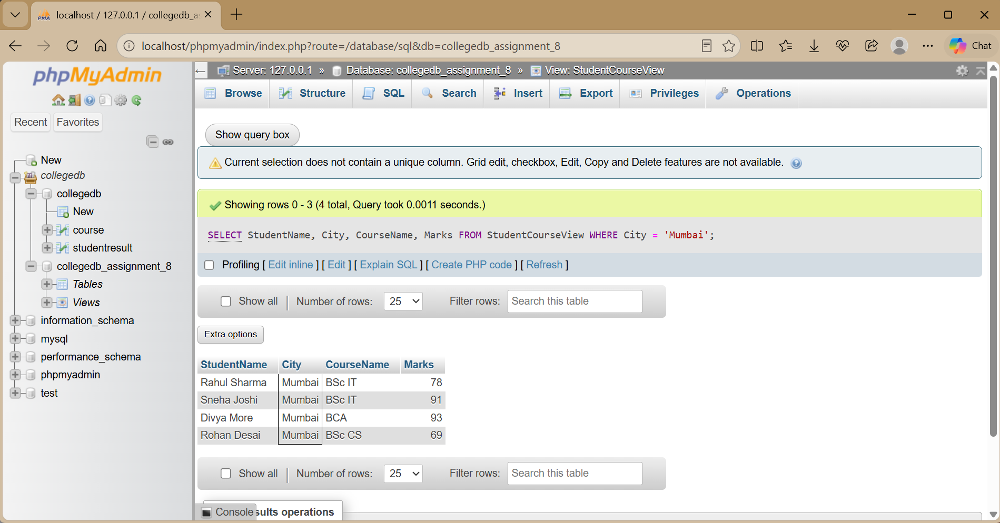 localhost / 127.0.0.1 / collegedb_as
localhost/phpmyadmin/index.php?route=/database/sql&db=collegedb_assignment_8
Chat
phpMyAdmin
Recent
Favorites
New
collegedb
collegedb
New
course
studentresult
collegedb_assignment_8
Tables
Views
information_schema
mysql
performance_schema
phpmyadmin
test
Server: 127.0.0.1 » Database: collegedb_assignment_8 » View: StudentCourseView
Browse Structure SQL Search Insert Export Privileges Operations
Show query box
Current selection does not contain a unique column. Grid edit, checkbox, Edit, Copy and Delete features are not available.
Showing rows 0 - 3 (4 total, Query took 0.0011 seconds.)
SELECT StudentName, City, CourseName, Marks FROM StudentCourseView WHERE City = 'Mumbai';
Profiling [ Edit inline ] [ Edit ] [ Explain SQL ] [ Create PHP code ] [ Refresh ]
Show all | Number of rows: 25 Filter rows: Search this table
Extra options
StudentName City CourseName Marks
Rahul Sharma Mumbai BSc IT 78
Sneha Joshi Mumbai BSc IT 91
Divya More Mumbai BCA 93
Rohan Desai Mumbai BSc CS 69
Show all | Number of rows: 25 Filter rows: Search this table
Console sults operations